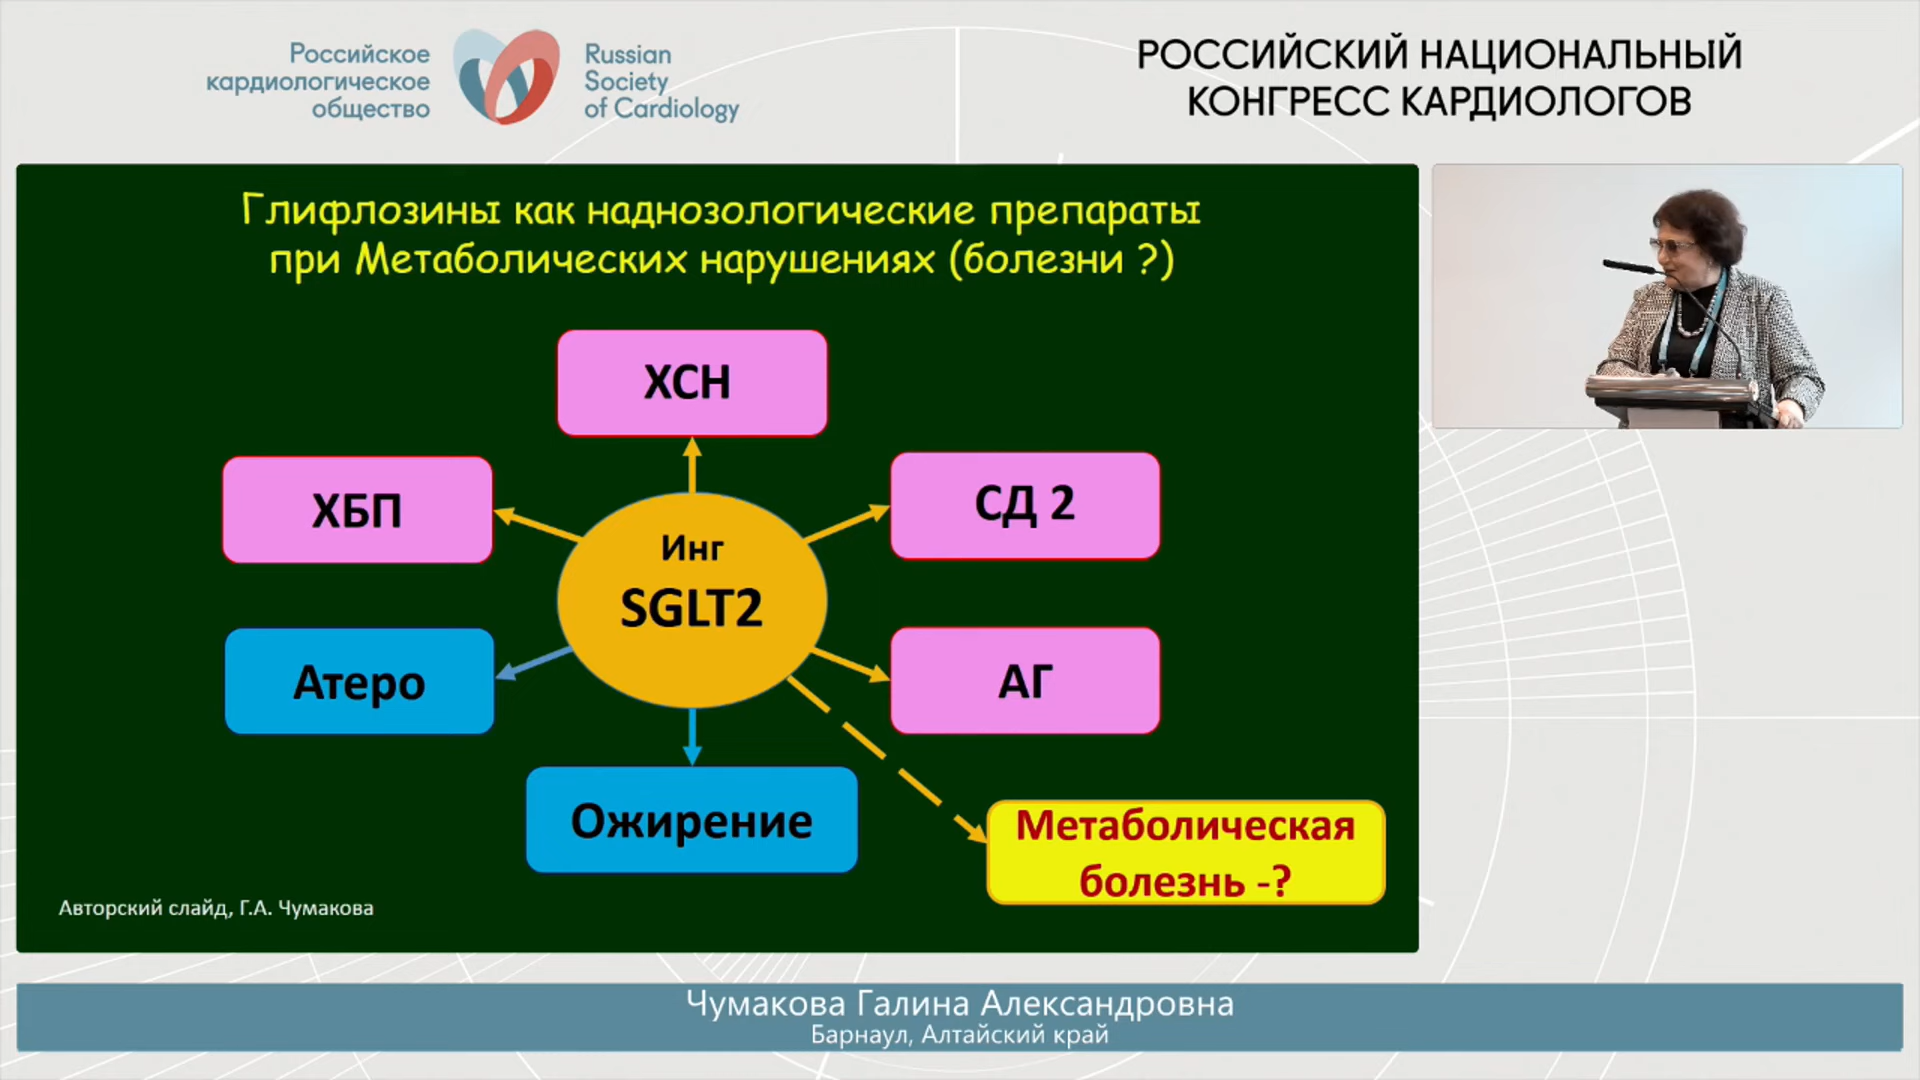 Российское
кардиологическое
общество
Russian
Society
of Cardiology
РОССИЙСКИЙ НАЦИОНАЛЬНЫЙ
КОНГРЕСС КАРДИОЛОГОВ
Глифлозины как наднозологические препараты
при Метаболических нарушениях (болезни ?)
ХСН
ХБП
СД 2
Инг
SGLT2
Атеро
АГ
Ожирение
Метаболическая
болезнь -?
Авторский слайд, Г.А. Чумакова
Чумакова Галина Александровна
Барнаул, Алтайский край